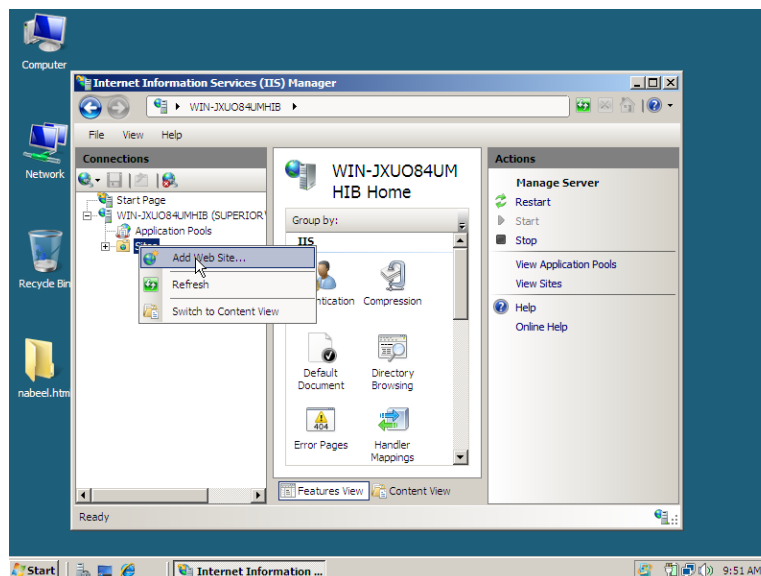 Computer
Network
Recycle Bin
nabeel.htm
Internet Information Services (IIS) Manager
WIN-JXUO84UMHIB
File View Help
Connections
Start Page
WIN-JXUO84UMHIB (SUPERIOR
Application Pools
Sites
Add Web Site...
Refresh
Switch to Content View
WIN-JXUO84UM
HIB Home
Group by:
IIS
ntication
Compression
Default
Document
Directory
Browsing
404
Error Pages
Handler
Mappings
Features View
Content View
Actions
Manage Server
Restart
Start
Stop
View Application Pools
View Sites
Help
Online Help
Ready
Start
Internet Information ...
9:51 AM